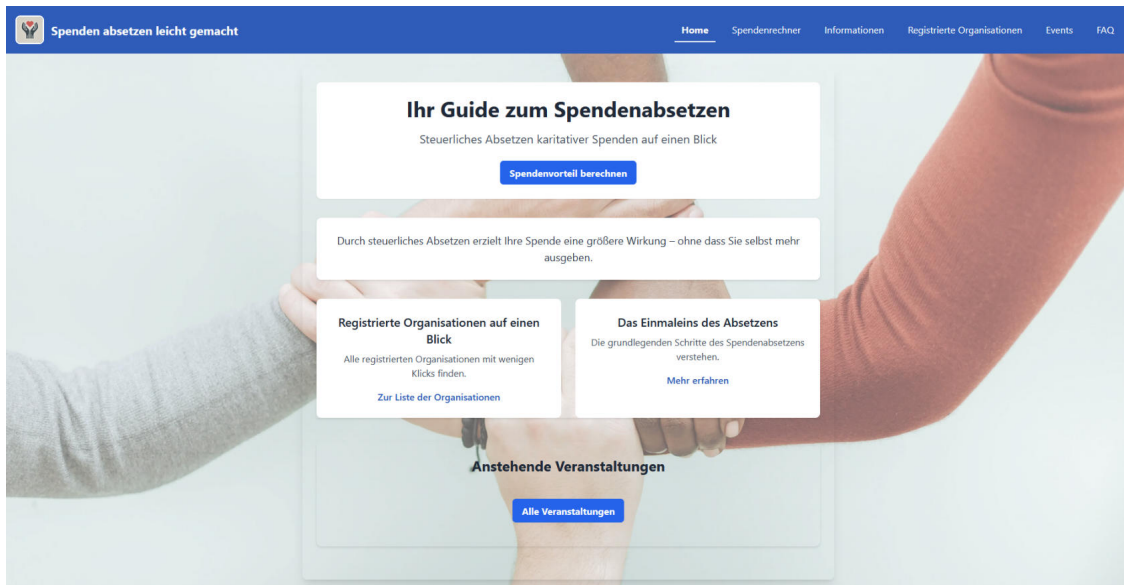 Spenden absetzen leicht gemacht
Home Spendenrechner Informationen Registrierte Organisationen Events FAQ
Ihr Guide zum Spendenabsetzen
Steuerliches Absetzen karitativer Spenden auf einen Blick
Spendenvorteil berechnen
Durch steuerliches Absetzen erzielt Ihre Spende eine größere Wirkung – ohne dass Sie selbst mehr
ausgeben.
Registrierte Organisationen auf einen
Blick
Alle registrierten Organisationen mit wenigen
Klicks finden.
Zur Liste der Organisationen
Das Einmaleins des Absetzens
Die grundlegenden Schritte des Spendenabsetzens
verstehen.
Mehr erfahren
Anstehende Veranstaltungen
Alle Veranstaltungen